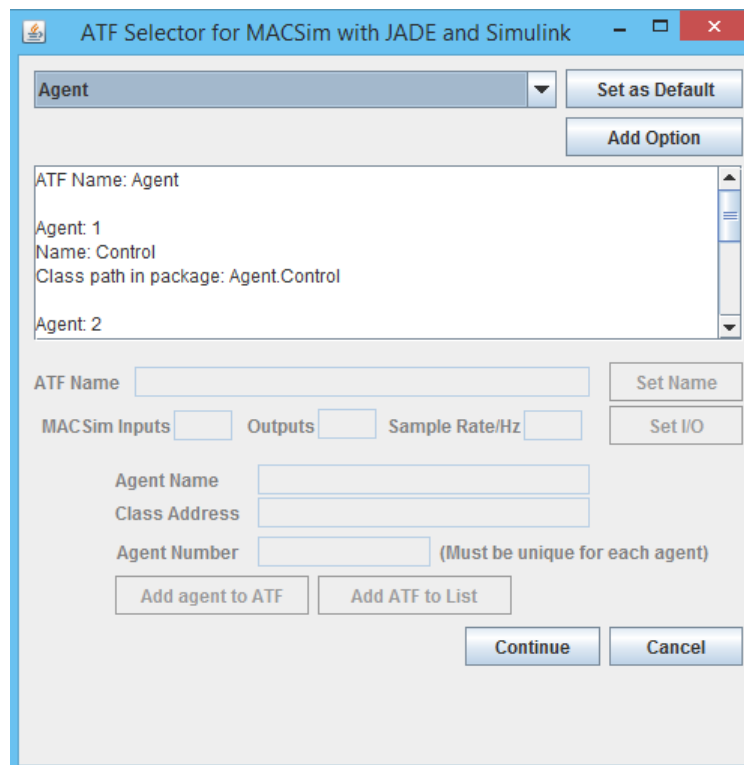 ATF Selector for MACSim with JADE and Simulink
Agent
Set as Default
Add Option
ATF Name: Agent
Agent: 1
Name: Control
Class path in package: Agent.Control
Agent: 2
ATF Name
Set Name
MACSim Inputs
Outputs
Sample Rate/Hz
Set I/O
Agent Name
Class Address
Agent Number
(Must be unique for each agent)
Add agent to ATF
Add ATF to List
Continue
Cancel